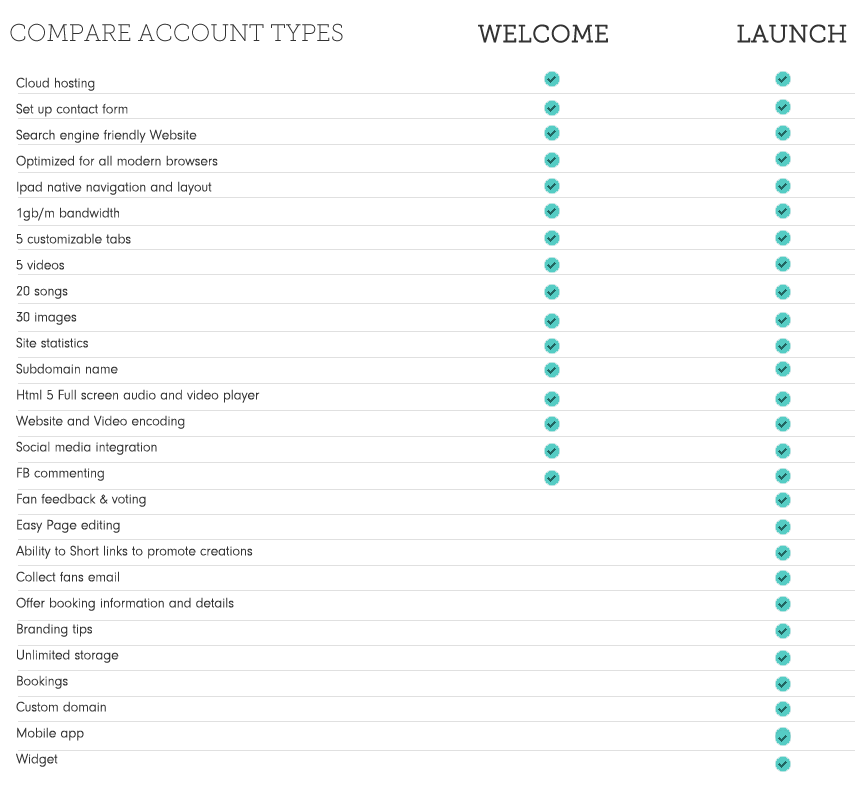 COMPARE ACCOUNT TYPES WELCOME LAUNCH
Cloud hosting
Set up contact form
Search engine friendly Website
Optimized for all modern browsers
Ipad native navigation and layout
1gb/m bandwidth
5 customizable tabs
5 videos
20 songs
30 images
Site statistics
Subdomain name
Html 5 Full screen audio and video player
Website and Video encoding
Social media integration
FB commenting
Fan feedback & voting
Easy Page editing
Ability to Short links to promote creations
Collect fans email
Offer booking information and details
Branding tips
Unlimited storage
Bookings
Custom domain
Mobile app
Widget